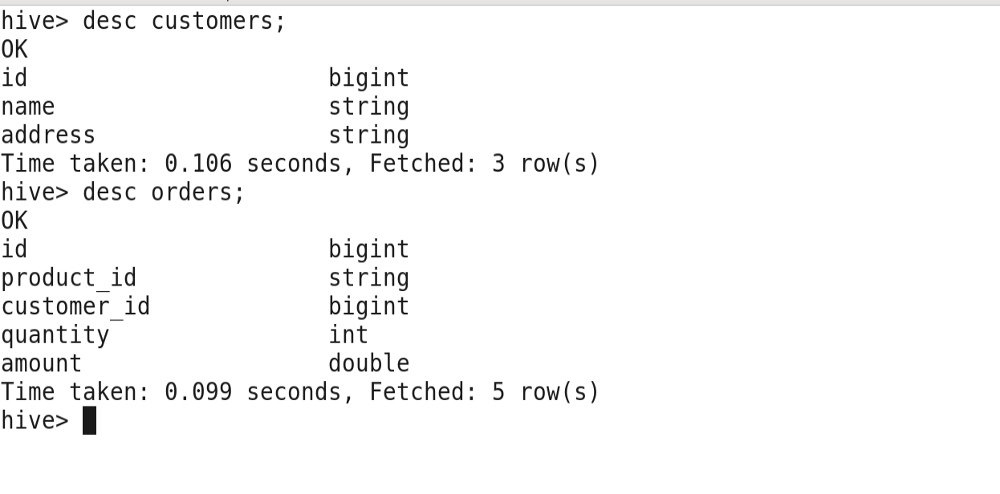 hive> desc customers;
OK
id bigint
name string
address string
Time taken: 0.106 seconds, Fetched: 3 row(s)
hive> desc orders;
OK
id bigint
product_id string
customer_id bigint
quantity int
amount double
Time taken: 0.099 seconds, Fetched: 5 row(s)
hive>